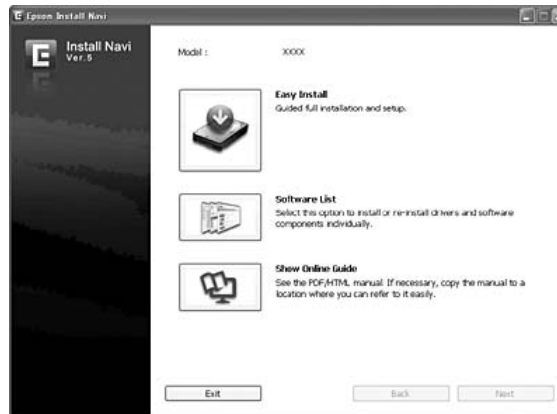 Epson Install Navi
Install Navi
Ver.5
Model : XXXX
Easy Install
Guided full installation and setup.
Software List
Select this option to install or re-install drivers and software
components individually.
Show Online Guide
See the PDF/HTML manual. If necessary, copy the manual to a
location where you can refer to it easily.
Exit
Back
Next